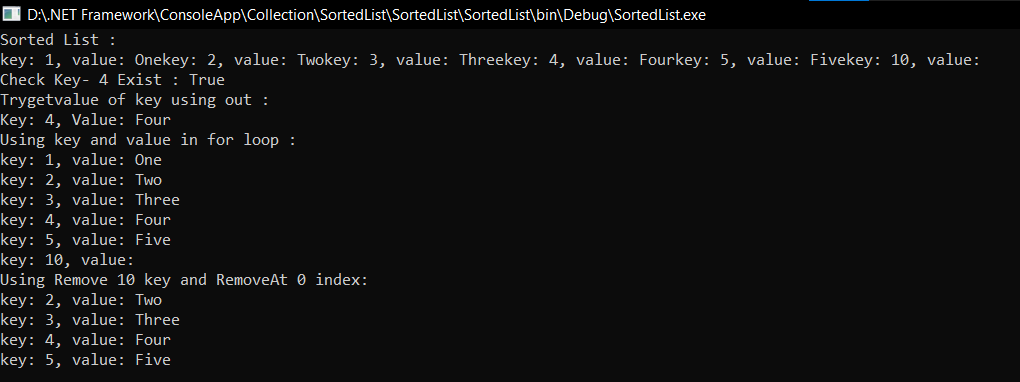 D:\.NET Framework\ConsoleApp\Collection\SortedList\SortedList\SortedList\bin\Debug\SortedList.exe
Sorted List :
key: 1, value: Onekey: 2, value: Twokey: 3, value: Threekey: 4, value: Fourkey: 5, value: Fivekey: 10, value:
Check Key- 4 Exist : True
Trygetvalue of key using out :
Key: 4, Value: Four
Using key and value in for loop :
key: 1, value: One
key: 2, value: Two
key: 3, value: Three
key: 4, value: Four
key: 5, value: Five
key: 10, value:
Using Remove 10 key and RemoveAt 0 index:
key: 2, value: Two
key: 3, value: Three
key: 4, value: Four
key: 5, value: Five